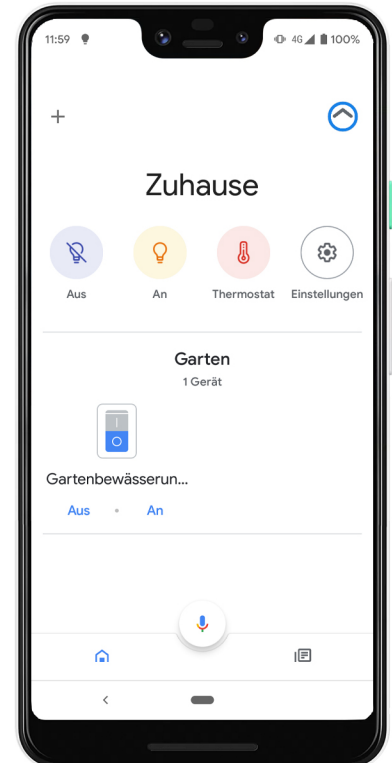 11:59 4G 100%
Zuhause
Aus An Thermostat Einstellungen
Garten
1 Gerät
Gartenbewässerun...
Aus • An